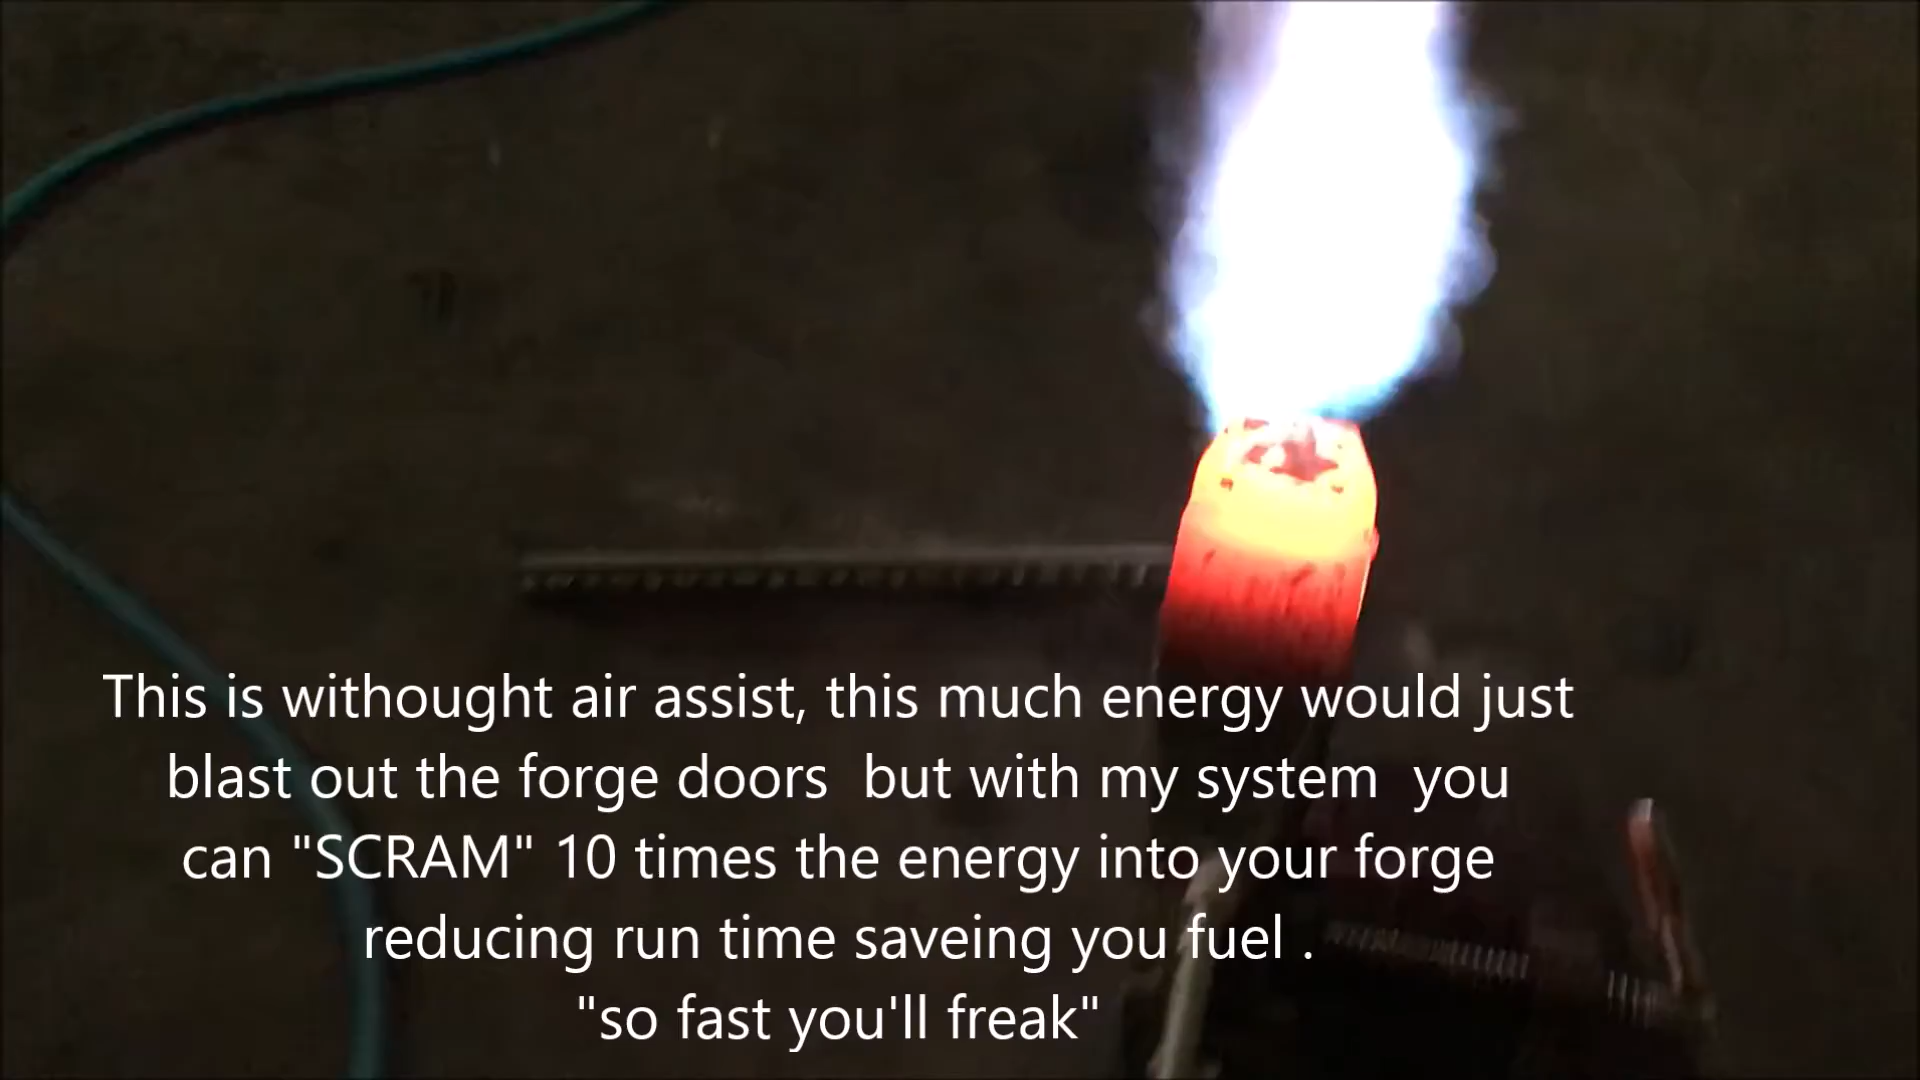 This is withought air assist, this much energy would just
blast out the forge doors  but with my system  you
can "SCRAM" 10 times the energy into your forge
reducing run time saveing you fuel .
"so fast you'll freak"